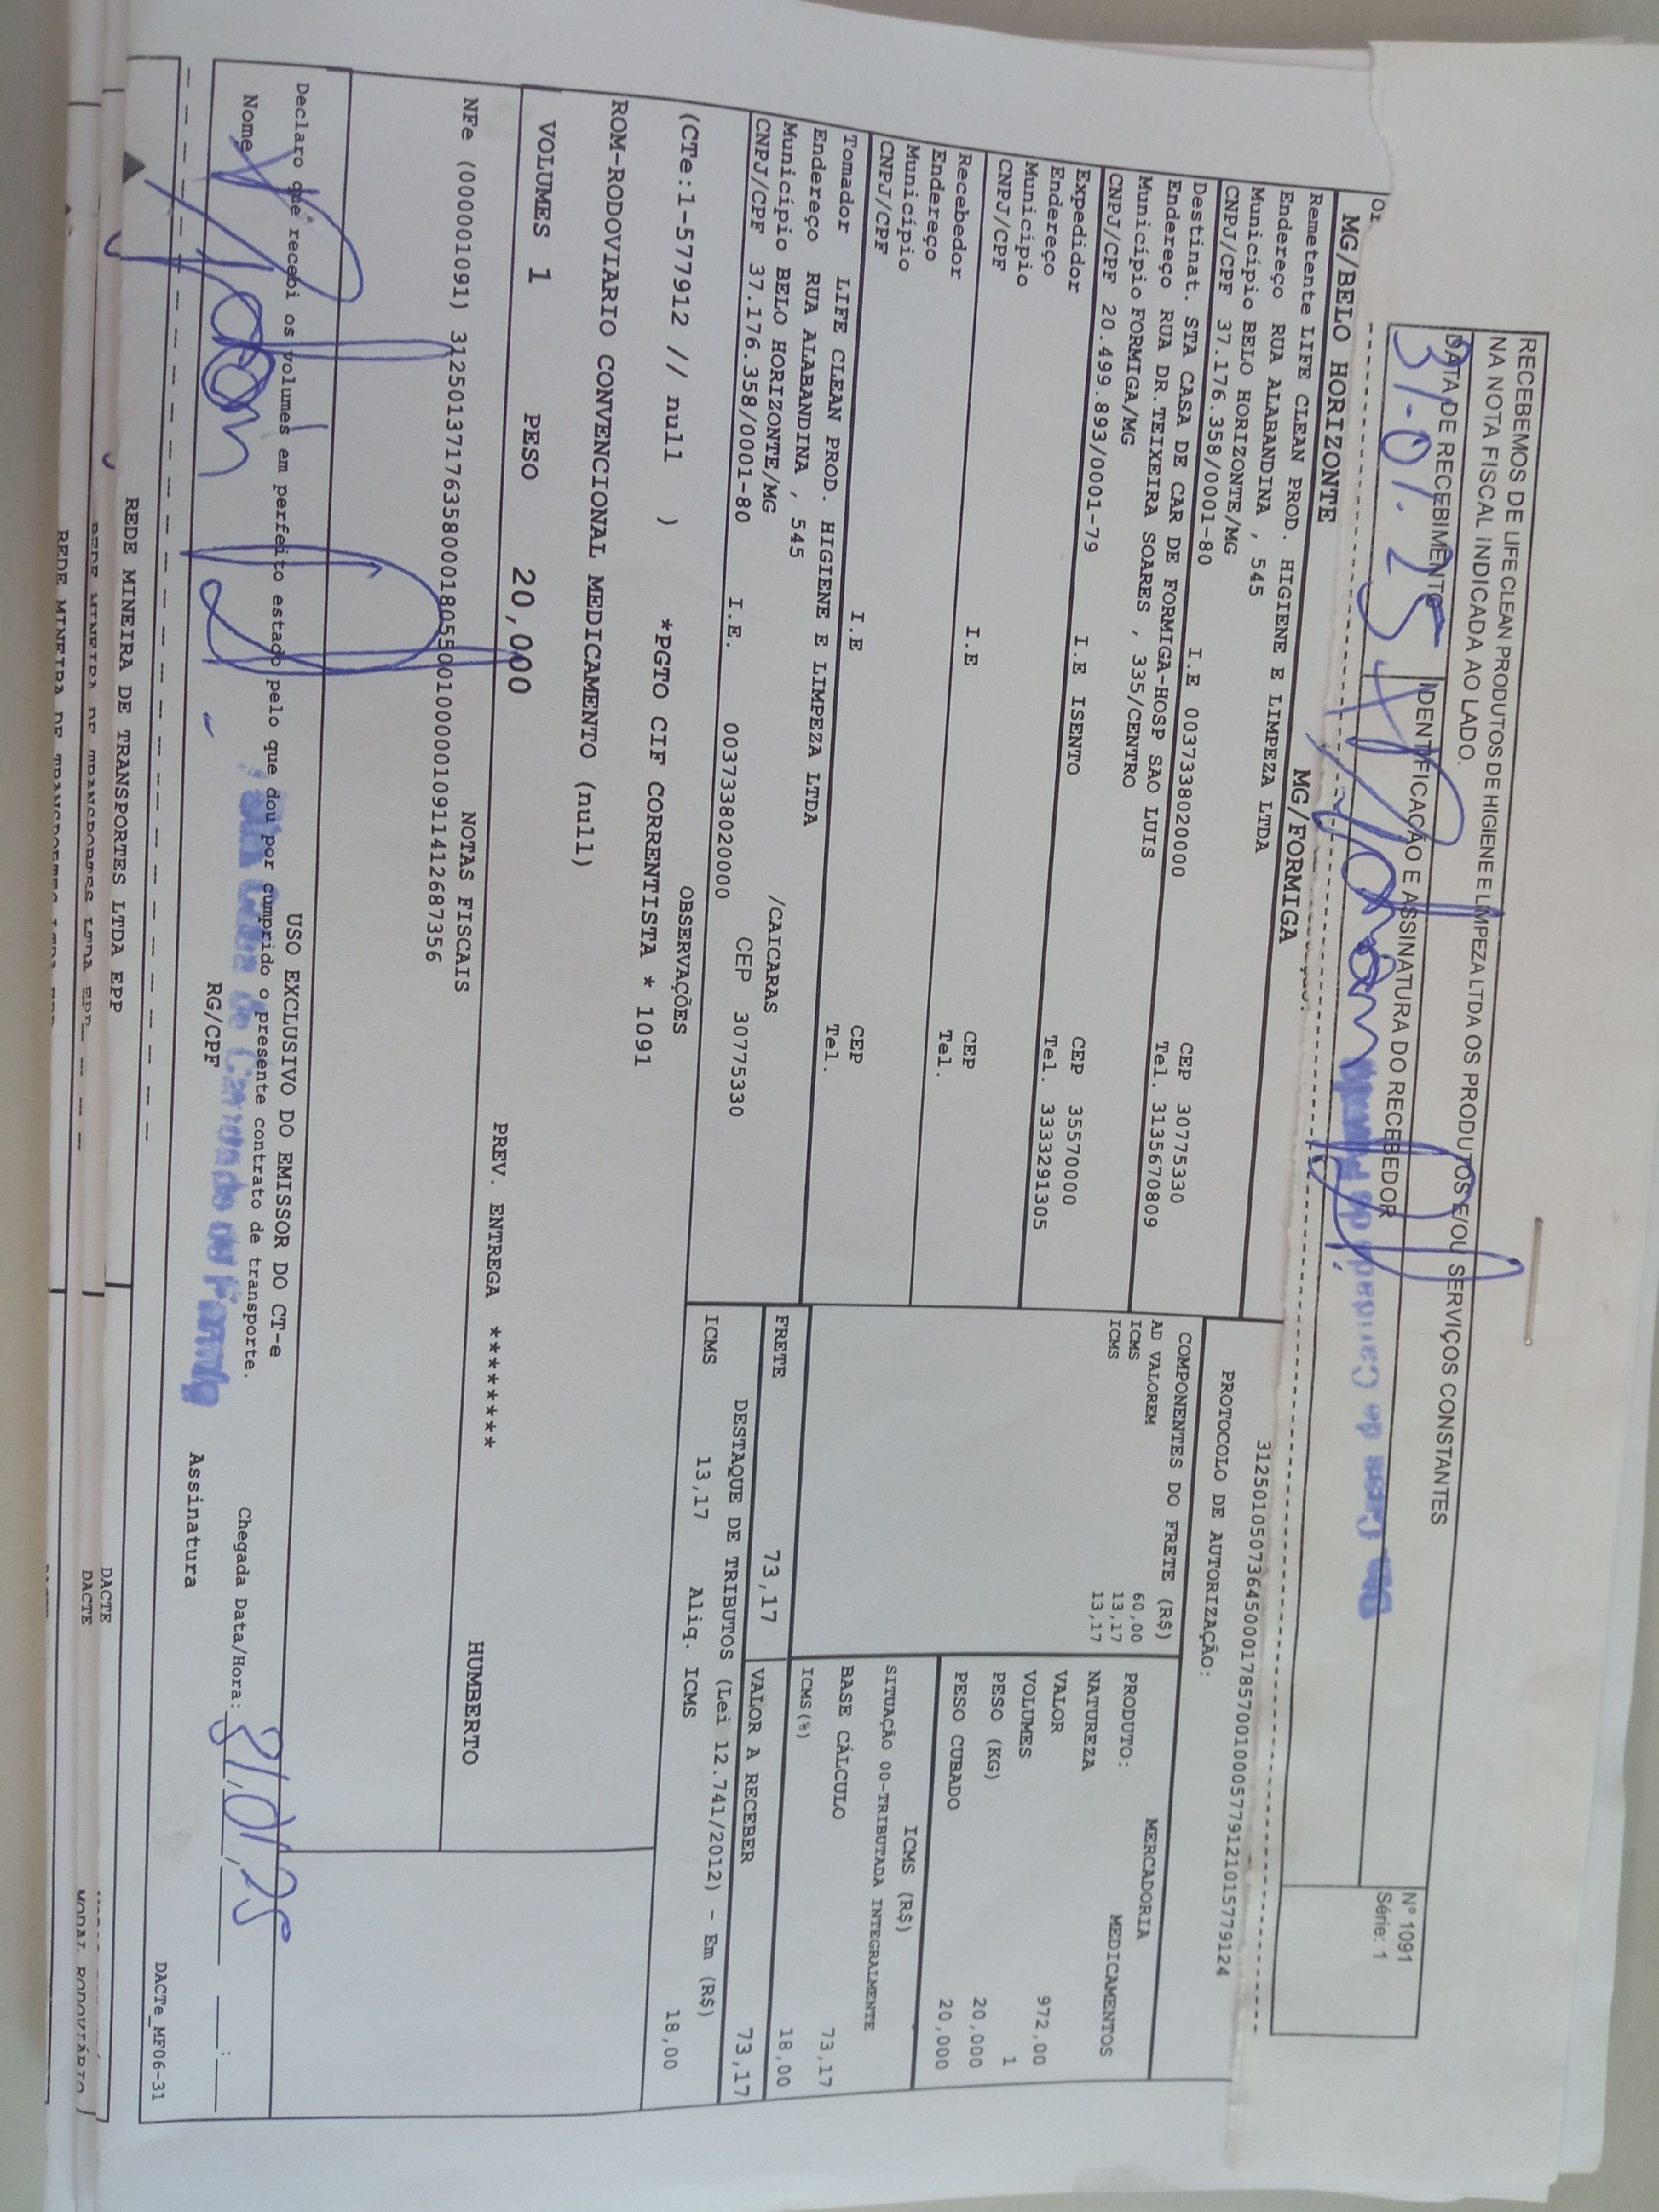 RECEBEMOS DE LIFE CLEAN PRODUTOS DE HIGIENE E LIMPEZA LTDA OS PRODUTOS E/OU SERVIÇOS CONSTANTES
NA NOTA FISCAL INDICADA AO LADO.
DATA DE RECEBIMENTO IDENTIFICAÇÃO E ASSINATURA DO RECEBEDOR
31-01-25
Nº 1091
Série: 1
MG/BELO HORIZONTE MG/FORMIGA
Remetente LIFE CLEAN PROD. HIGIENE E LIMPEZA LTDA
Endereço RUA ALABANDINA , 545
Município BELO HORIZONTE/MG CEP 30775330
CNPJ/CPF 37.176.358/0001-80 I.E 0037338020000 Tel. 3135670809
Destinat. STA CASA DE CAR DE FORMIGA-HOSP SAO LUIS
Endereço RUA DR.TEIXEIRA SOARES , 335/CENTRO
Município FORMIGA/MG CEP 35570000
CNPJ/CPF 20.499.893/0001-79 I.E ISENTO Tel. 3333291305
Expedidor
Endereço
Município CEP
CNPJ/CPF I.E Tel.
Recebedor
Endereço
Município CEP
CNPJ/CPF I.E Tel.
Tomador LIFE CLEAN PROD. HIGIENE E LIMPEZA LTDA
Endereço RUA ALABANDINA , 545 /CAICARAS
Município BELO HORIZONTE/MG CEP 30775330
CNPJ/CPF 37.176.358/0001-80 I.E. 0037338020000
31250105073645000178570010005779121015779124
PROTOCOLO DE AUTORIZAÇÃO:
COMPONENTES DO FRETE (R$)
AD VALOREM 60,00
ICMS 13,17
ICMS 13,17
MERCADORIA
PRODUTO: MEDICAMENTOS
NATUREZA
VALOR 972,00
VOLUMES 1
PESO (KG) 20,000
PESO CUBADO 20,000
ICMS (R$)
SITUAÇÃO 00-TRIBUTADA INTEGRALMENTE
BASE CÁLCULO 73,17
ICMS(%) 18,00
FRETE 73,17 VALOR A RECEBER 73,17
DESTAQUE DE TRIBUTOS (Lei 12.741/2012) - Em (R$)
ICMS 13,17 Aliq. ICMS 18,00
OBSERVAÇÕES
(CTe:1-577912 // null ) *PGTO CIF CORRENTISTA * 1091
ROM-RODOVIARIO CONVENCIONAL MEDICAMENTO (null)
VOLUMES 1 PESO 20,000 PREV. ENTREGA ********
NOTAS FISCAIS HUMBERTO
NFe (000001091) 31250137176358000180550010000010911412687356
USO EXCLUSIVO DO EMISSOR DO CT-e
Declaro que recebi os volumes em perfeito estado pelo que dou por cumprido o presente contrato de transporte.
Nome RG/CPF Assinatura
Chegada Data/Hora: 31/01/25
DACTe_MF06-31
REDE MINEIRA DE TRANSPORTES LTDA EPP DACTE
REDE MINEIRA DE TRANSPORTES LTDA EPP DACTE
MODAL RODOVIÁRIO